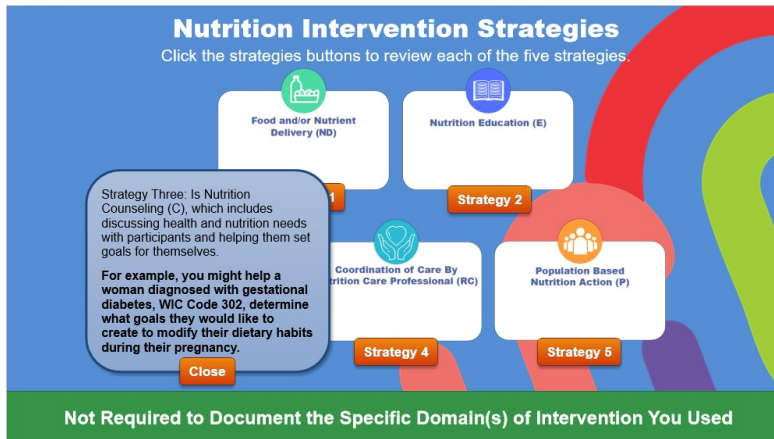 Nutrition Intervention Strategies
Click the strategies buttons to review each of the five strategies.
Food and/or Nutrient
Delivery (ND)
1
Nutrition Education (E)
Strategy 2
Strategy Three: Is Nutrition
Counseling (C), which includes
discussing health and nutrition needs
with participants and helping them set
goals for themselves.
For example, you might help a
woman diagnosed with gestational
diabetes, WIC Code 302, determine
what goals they would like to
create to modify their dietary habits
during their pregnancy.
Close
Coordination of Care By
trition Care Professional (RC)
Strategy 4
Population Based
Nutrition Action (P)
Strategy 5
Not Required to Document the Specific Domain(s) of Intervention You Used